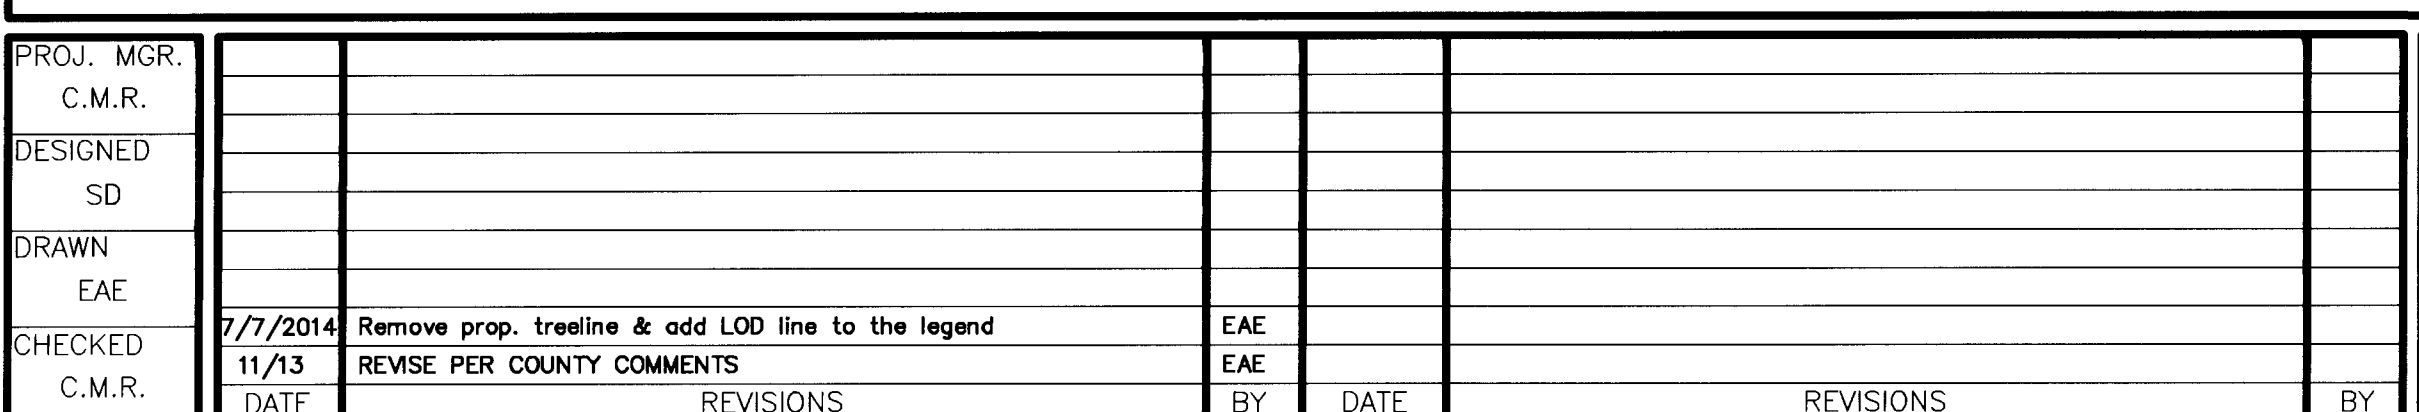 PROJ. MGR.
C.M.R.
DESIGNED
SD
DRAWN
EAE
CHECKED
C.M.R.
7/7/2014 Remove prop. treeline & add LOD line to the legend EAE
11/13 REVISE PER COUNTY COMMENTS EAE
DATE REVISIONS BY DATE REVISIONS BY